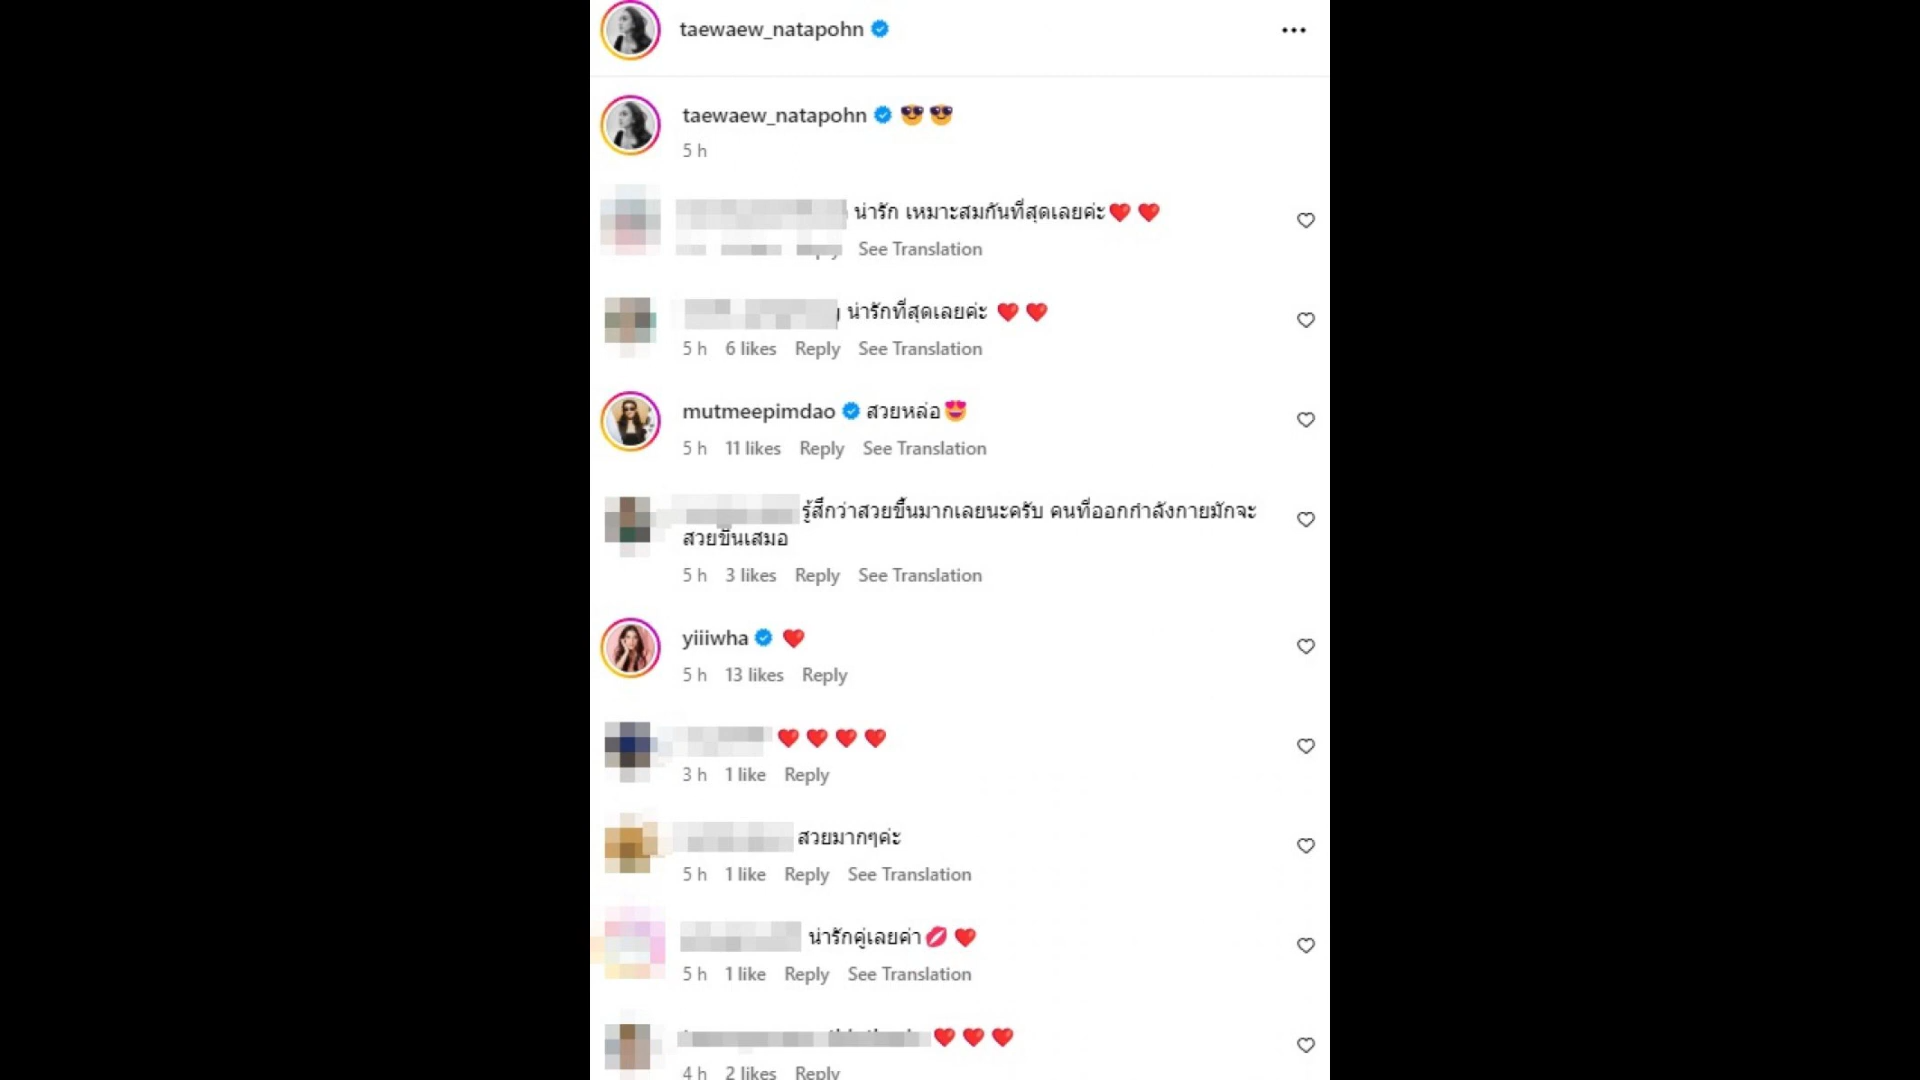 taewaew_natapohn
taewaew_natapohn 😎😎
5 h
น่ารัก เหมาะสมกันที่สุดเลยค่ะ❤️ ❤️
See Translation
น่ารักที่สุดเลยค่ะ ❤️ ❤️
5 h 6 likes Reply See Translation
mutmeepimdao สวยหล่อ😍
5 h 11 likes Reply See Translation
รู้สึกว่าสวยขึ้นมากเลยนะครับ คนที่ออกกำลังกายมักจะ
สวยขึ้นเสมอ
5 h 3 likes Reply See Translation
yiiiwha ❤️
5 h 13 likes Reply
❤️ ❤️ ❤️ ❤️
3 h 1 like Reply
สวยมากๆค่ะ
5 h 1 like Reply See Translation
น่ารักคู่เลยค่า💋 ❤️
5 h 1 like Reply See Translation
❤️ ❤️ ❤️
4 h 2 likes Reply